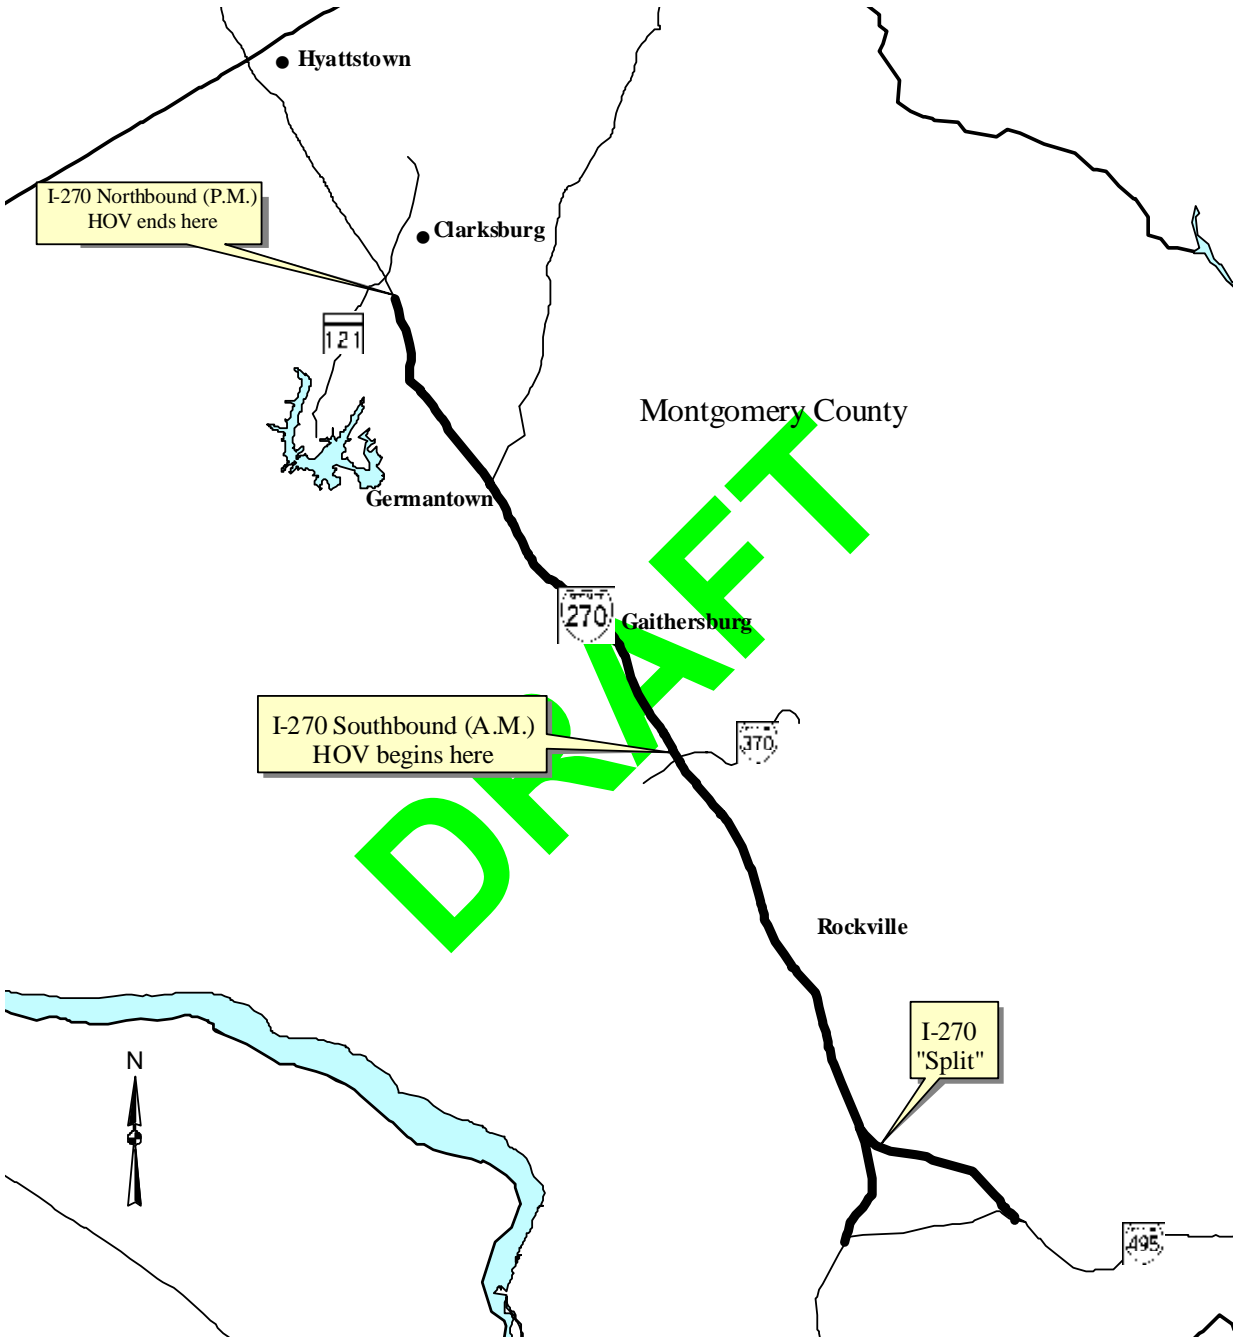 Hyattstown
I-270 Northbound (P.M.)
HOV ends here
Clarksburg
121
Montgomery County
Germantown
270
Gaithersburg
I-270 Southbound (A.M.)
HOV begins here
370
DRAFT
Rockville
I-270
"Split"
N
495